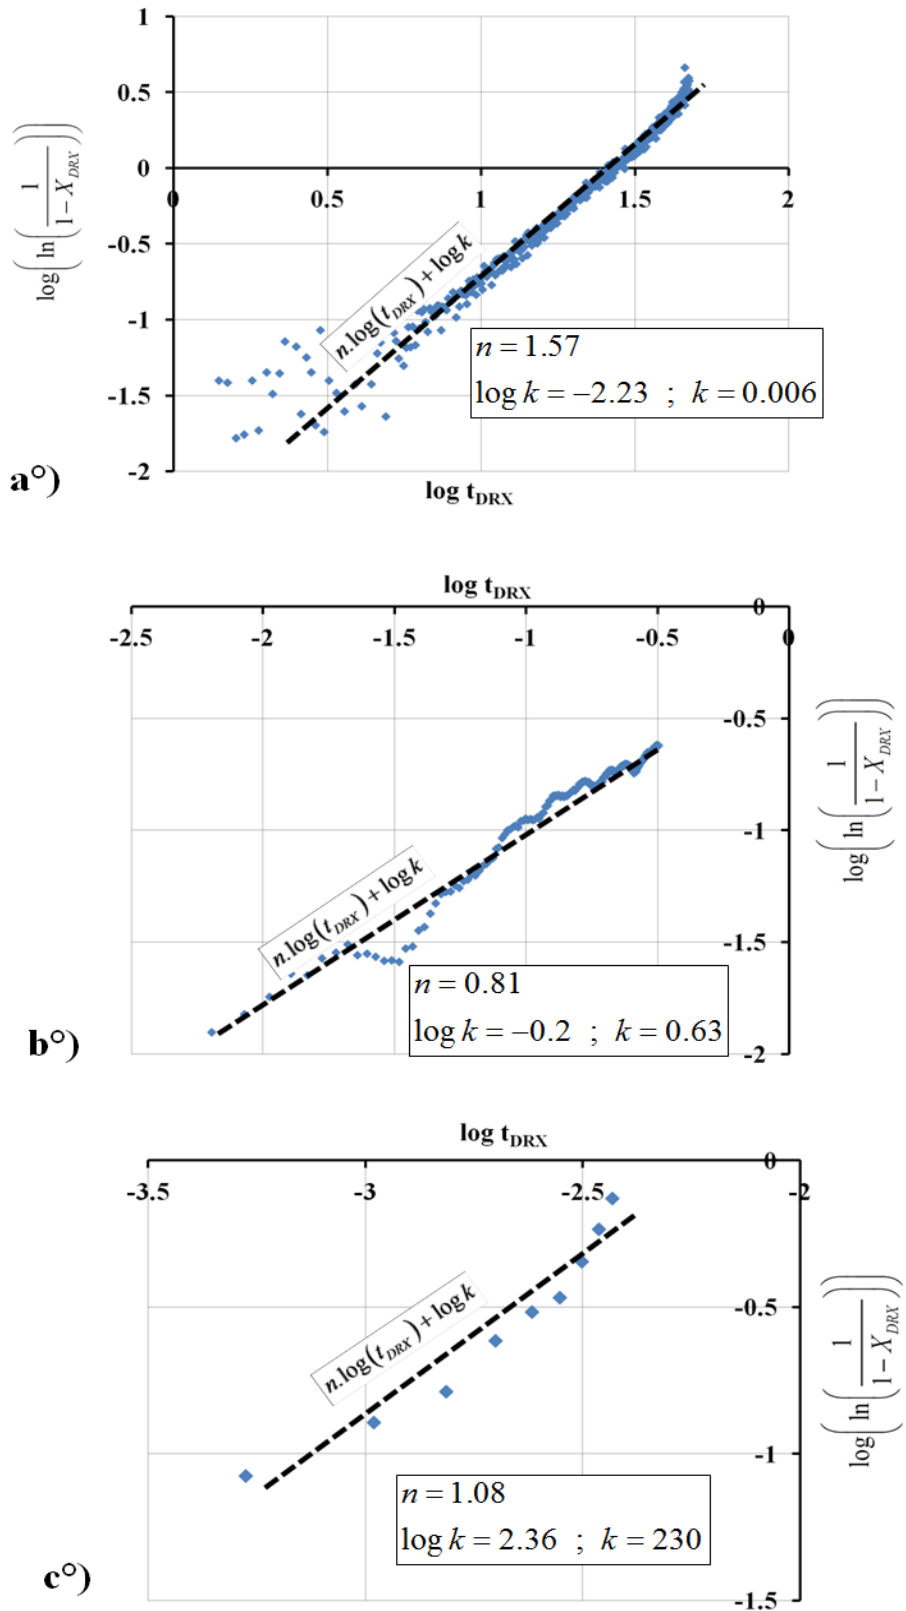 1
0.5
0
-0.5
-1
-1.5
-2
0 0.5 1 1.5 2
log(ln(1/(1−X_DRX)))
n.log(t_DRX)+log k
n = 1.57
log k = −2.23 ; k = 0.006
a°)
log t_DRX
log t_DRX
-2.5 -2 -1.5 -1 -0.5 0
0
-0.5
-1
-1.5
-2
log(ln(1/(1−X_DRX)))
n.log(t_DRX)+log k
n = 0.81
log k = −0.2 ; k = 0.63
b°)
log t_DRX
-3.5 -3 -2.5 -2
0
-0.5
-1
-1.5
log(ln(1/(1−X_DRX)))
n.log(t_DRX)+log k
n = 1.08
log k = 2.36 ; k = 230
c°)